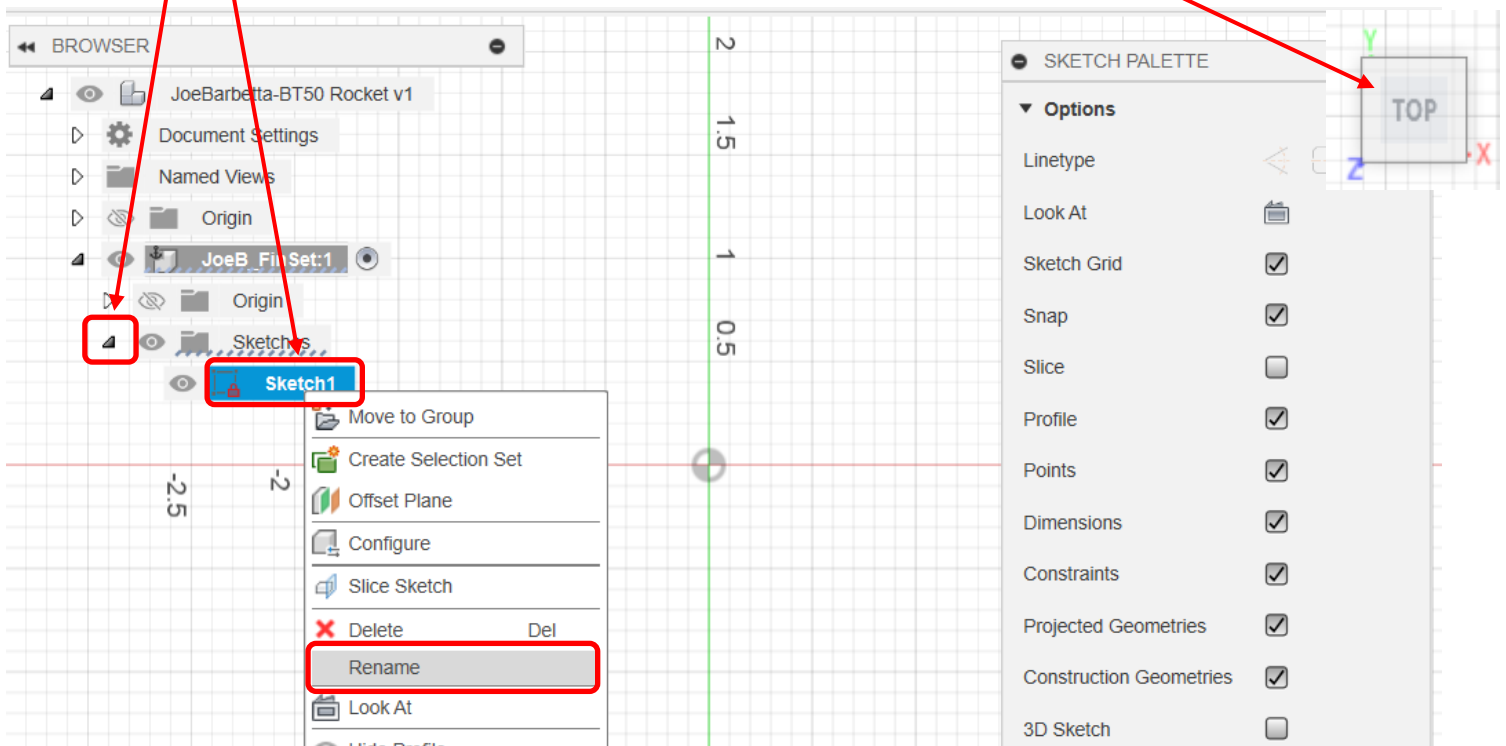 BROWSER
JoeBarbetta-BT50 Rocket v1
Document Settings
Named Views
Origin
JoeB_FinSet:1
Origin
Sketches
Sketch1
Move to Group
Create Selection Set
Offset Plane
Configure
Slice Sketch
Delete Del
Rename
Look At
Hide Profile
2
1.5
1
0.5
-2.5
-2
SKETCH PALETTE
Options
Linetype
Look At
Sketch Grid
Snap
Slice
Profile
Points
Dimensions
Constraints
Projected Geometries
Construction Geometries
3D Sketch
Y
TOP
X
Z